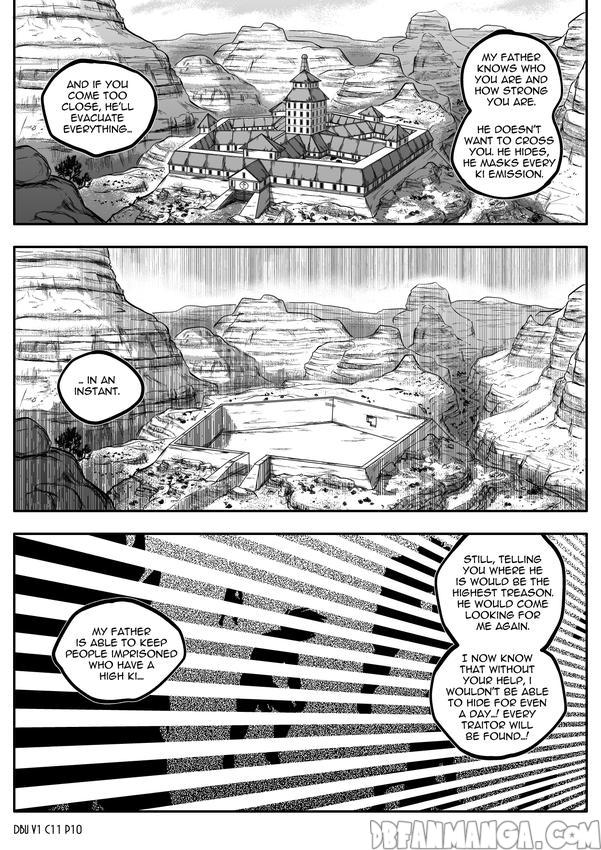 MY FATHER
KNOWS WHO
YOU ARE AND
HOW STRONG
YOU ARE.
HE DOESN'T
WANT TO CROSS
YOU. HE HIDES,
HE MASKS EVERY
KI EMISSION.
AND IF YOU
COME TOO
CLOSE, HE'LL
EVACUATE
EVERYTHING...
... IN AN
INSTANT.
STILL, TELLING
YOU WHERE HE
IS WOULD BE THE
HIGHEST TREASON.
HE WOULD COME
LOOKING FOR
ME AGAIN.
I NOW KNOW
THAT WITHOUT
YOUR HELP, I
WOULDN'T BE ABLE
TO HIDE FOR EVEN
A DAY...! EVERY
TRAITOR WILL
BE FOUND...!
MY FATHER
IS ABLE TO KEEP
PEOPLE IMPRISONED
WHO HAVE A
HIGH KI...
DBU V1 C11 P10
DBFANMANGA.COM